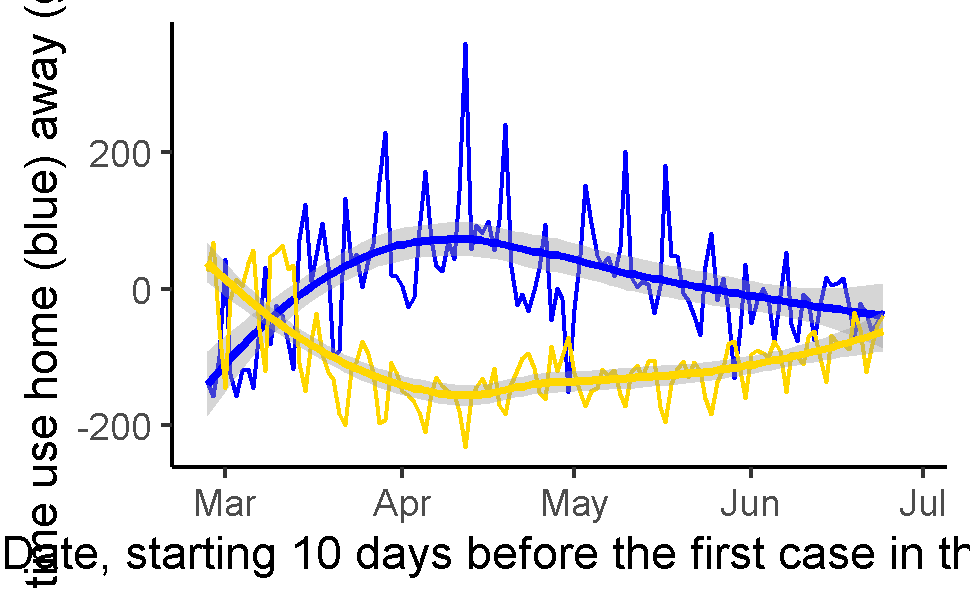 time use home (blue) away (
200
0
-200
Mar Apr May Jun Jul
Date, starting 10 days before the first case in th